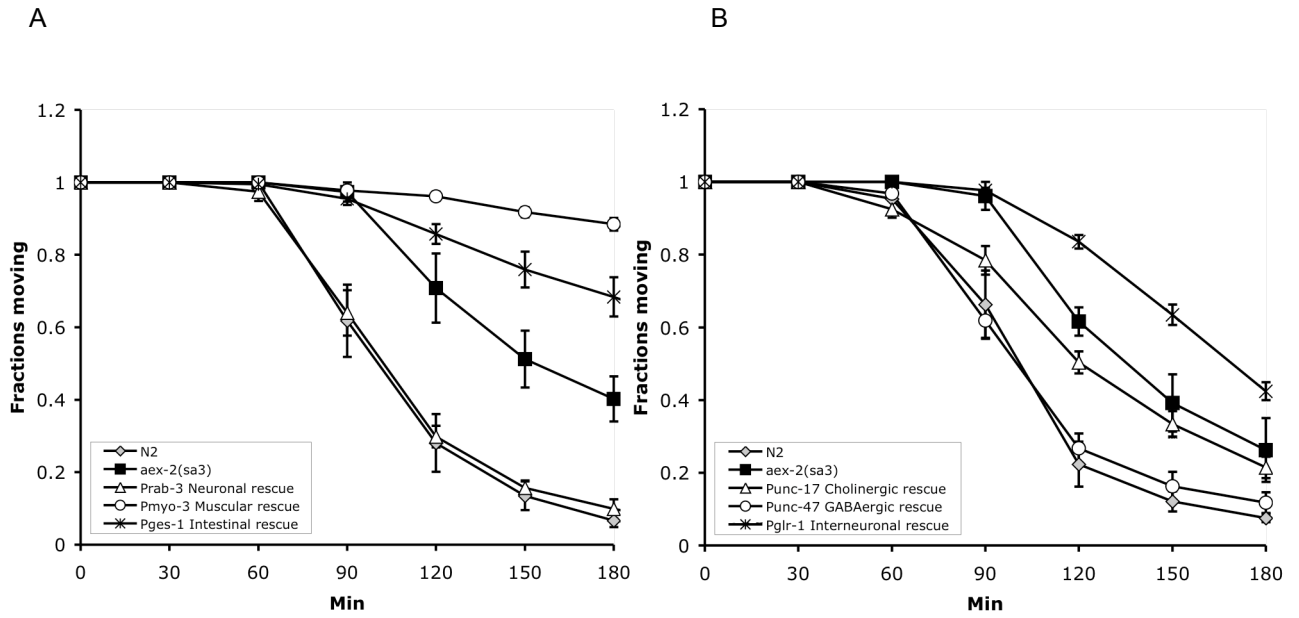 A
B
1.2
1
0.8
0.6
0.4
0.2
0
Fractions moving
N2
aex-2(sa3)
Prab-3 Neuronal rescue
Pmyo-3 Muscular rescue
Pges-1 Intestinal rescue
0 30 60 90 120 150 180
Min
1.2
1
0.8
0.6
0.4
0.2
0
Fractions moving
N2
aex-2(sa3)
Punc-17 Cholinergic rescue
Punc-47 GABAergic rescue
Pglr-1 Interneuronal rescue
0 30 60 90 120 150 180
Min